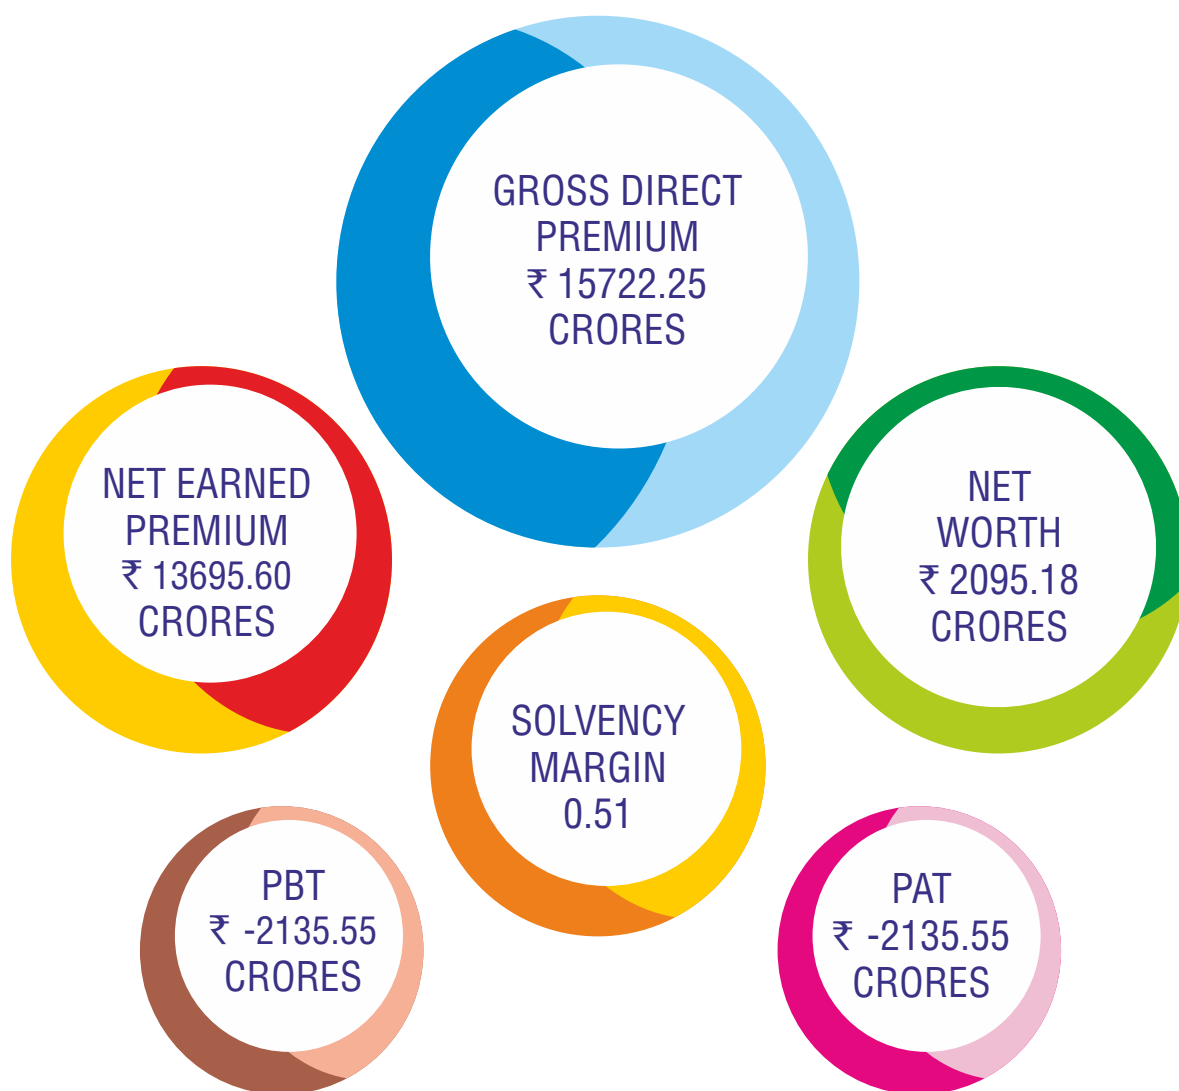 GROSS DIRECT
PREMIUM
₹ 15722.25
CRORES
NET EARNED
PREMIUM
₹ 13695.60
CRORES
NET
WORTH
₹ 2095.18
CRORES
SOLVENCY
MARGIN
0.51
PBT
₹ -2135.55
CRORES
PAT
₹ -2135.55
CRORES